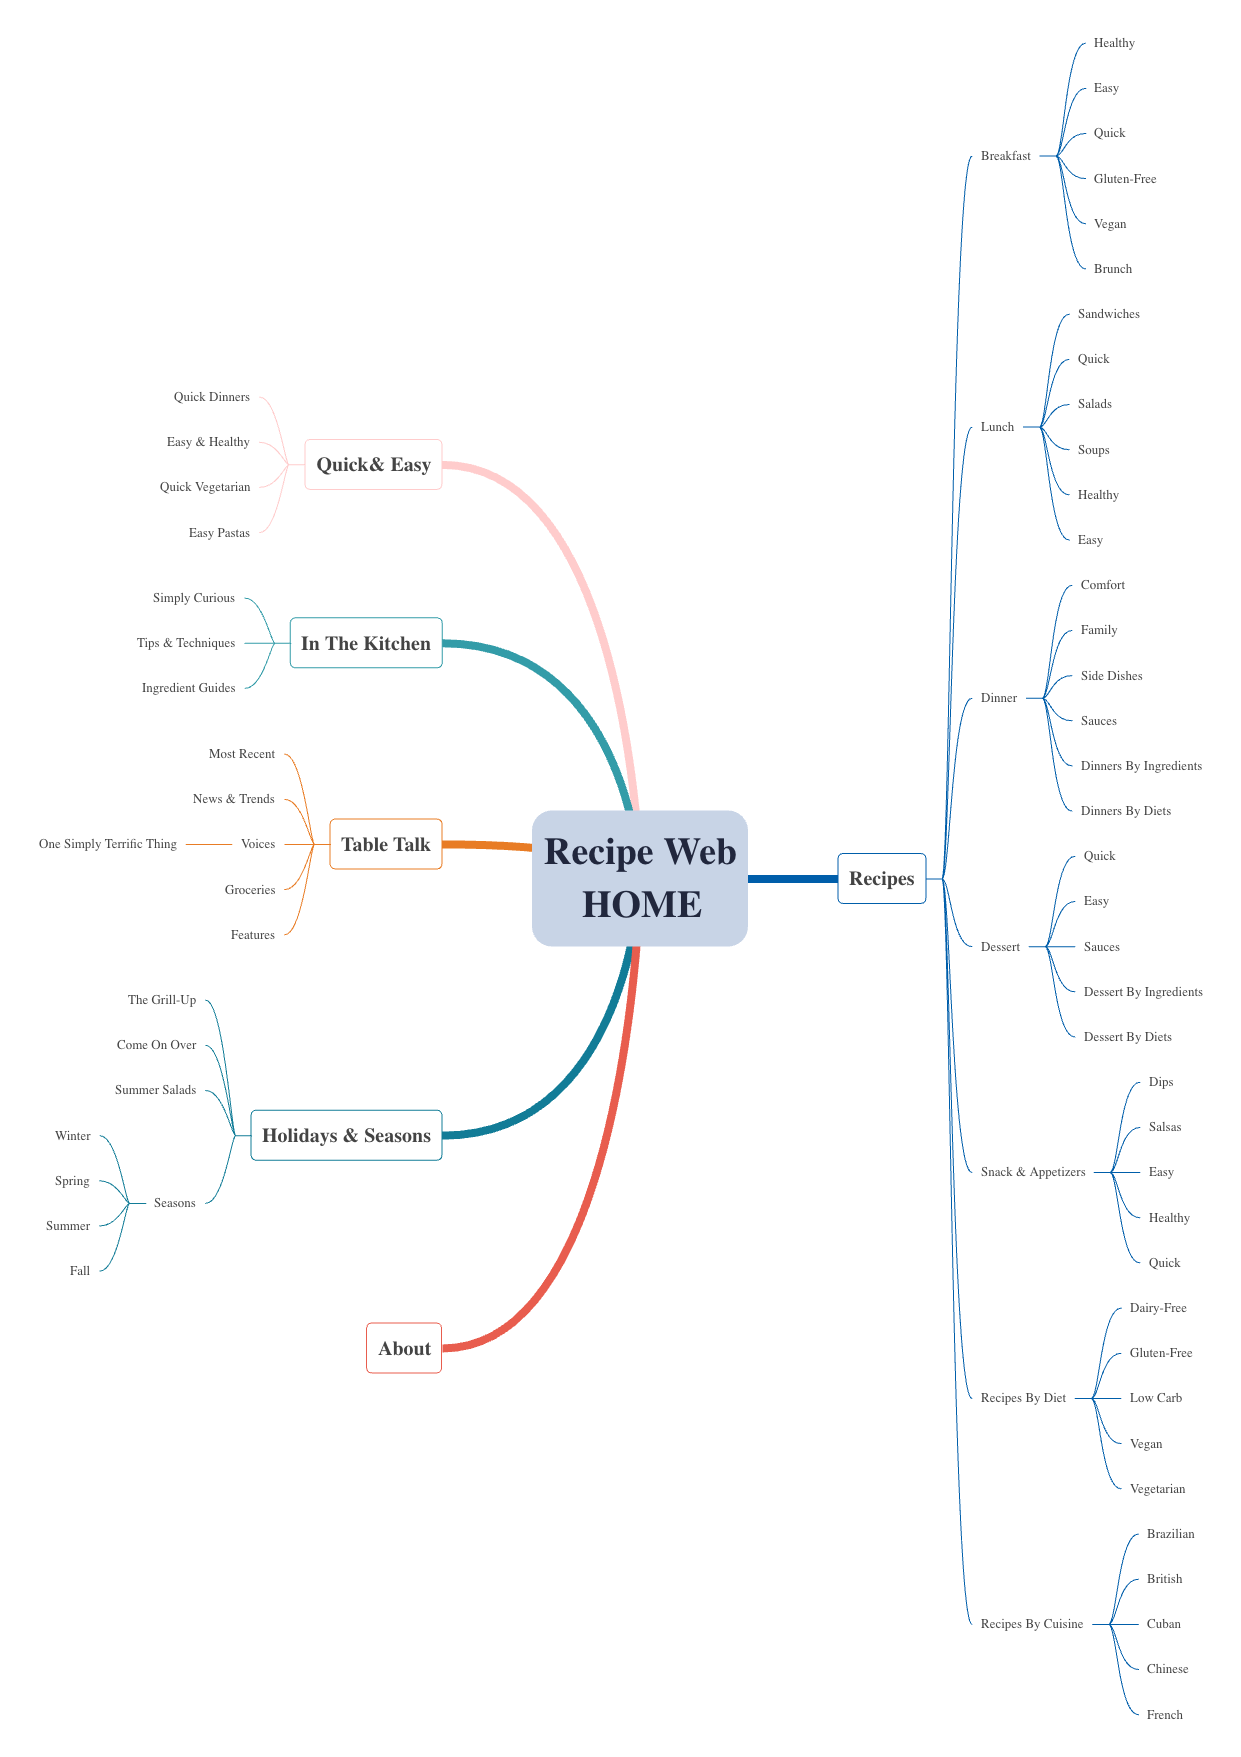 Recipe Web
HOME
Quick& Easy
Quick Dinners
Easy & Healthy
Quick Vegetarian
Easy Pastas
In The Kitchen
Simply Curious
Tips & Techniques
Ingredient Guides
Table Talk
Most Recent
News & Trends
Voices
One Simply Terrific Thing
Groceries
Features
Holidays & Seasons
The Grill-Up
Come On Over
Summer Salads
Seasons
Winter
Spring
Summer
Fall
About
Recipes
Breakfast
Healthy
Easy
Quick
Gluten-Free
Vegan
Brunch
Lunch
Sandwiches
Quick
Salads
Soups
Healthy
Easy
Dinner
Comfort
Family
Side Dishes
Sauces
Dinners By Ingredients
Dinners By Diets
Dessert
Quick
Easy
Sauces
Dessert By Ingredients
Dessert By Diets
Snack & Appetizers
Dips
Salsas
Easy
Healthy
Quick
Recipes By Diet
Dairy-Free
Gluten-Free
Low Carb
Vegan
Vegetarian
Recipes By Cuisine
Brazilian
British
Cuban
Chinese
French